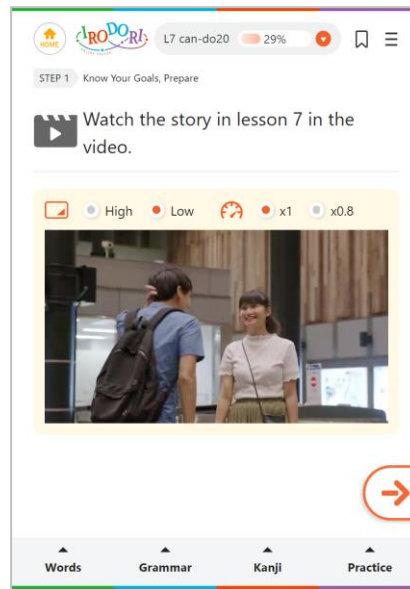 HOME
IRODORI
L7 can-do20
29%
STEP 1 Know Your Goals, Prepare
Watch the story in lesson 7 in the
video.
High Low x1 x0.8
Words Grammar Kanji Practice